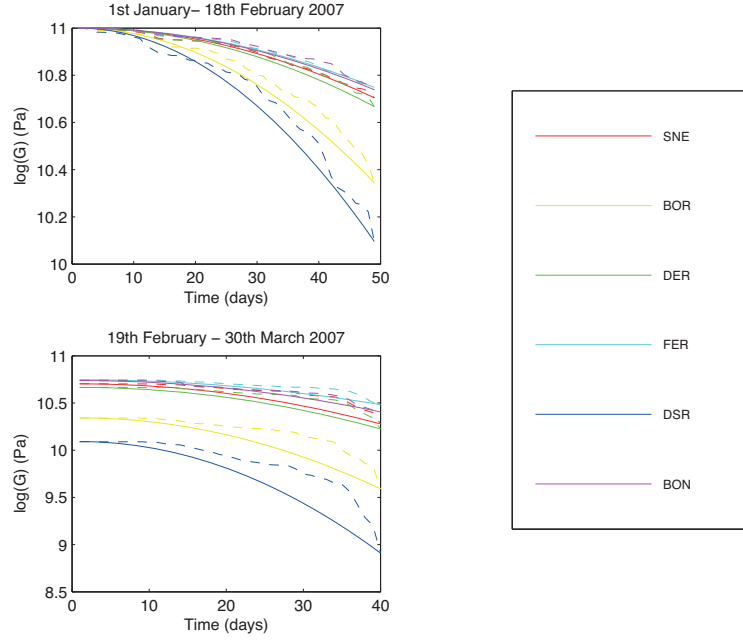 1st January– 18th February 2007
11
10.8
10.6
10.4
10.2
10
log(G) (Pa)
0 10 20 30 40 50
Time (days)
19th February – 30th March 2007
11
10.5
10
9.5
9
8.5
log(G) (Pa)
0 10 20 30 40
Time (days)
SNE
BOR
DER
FER
DSR
BON